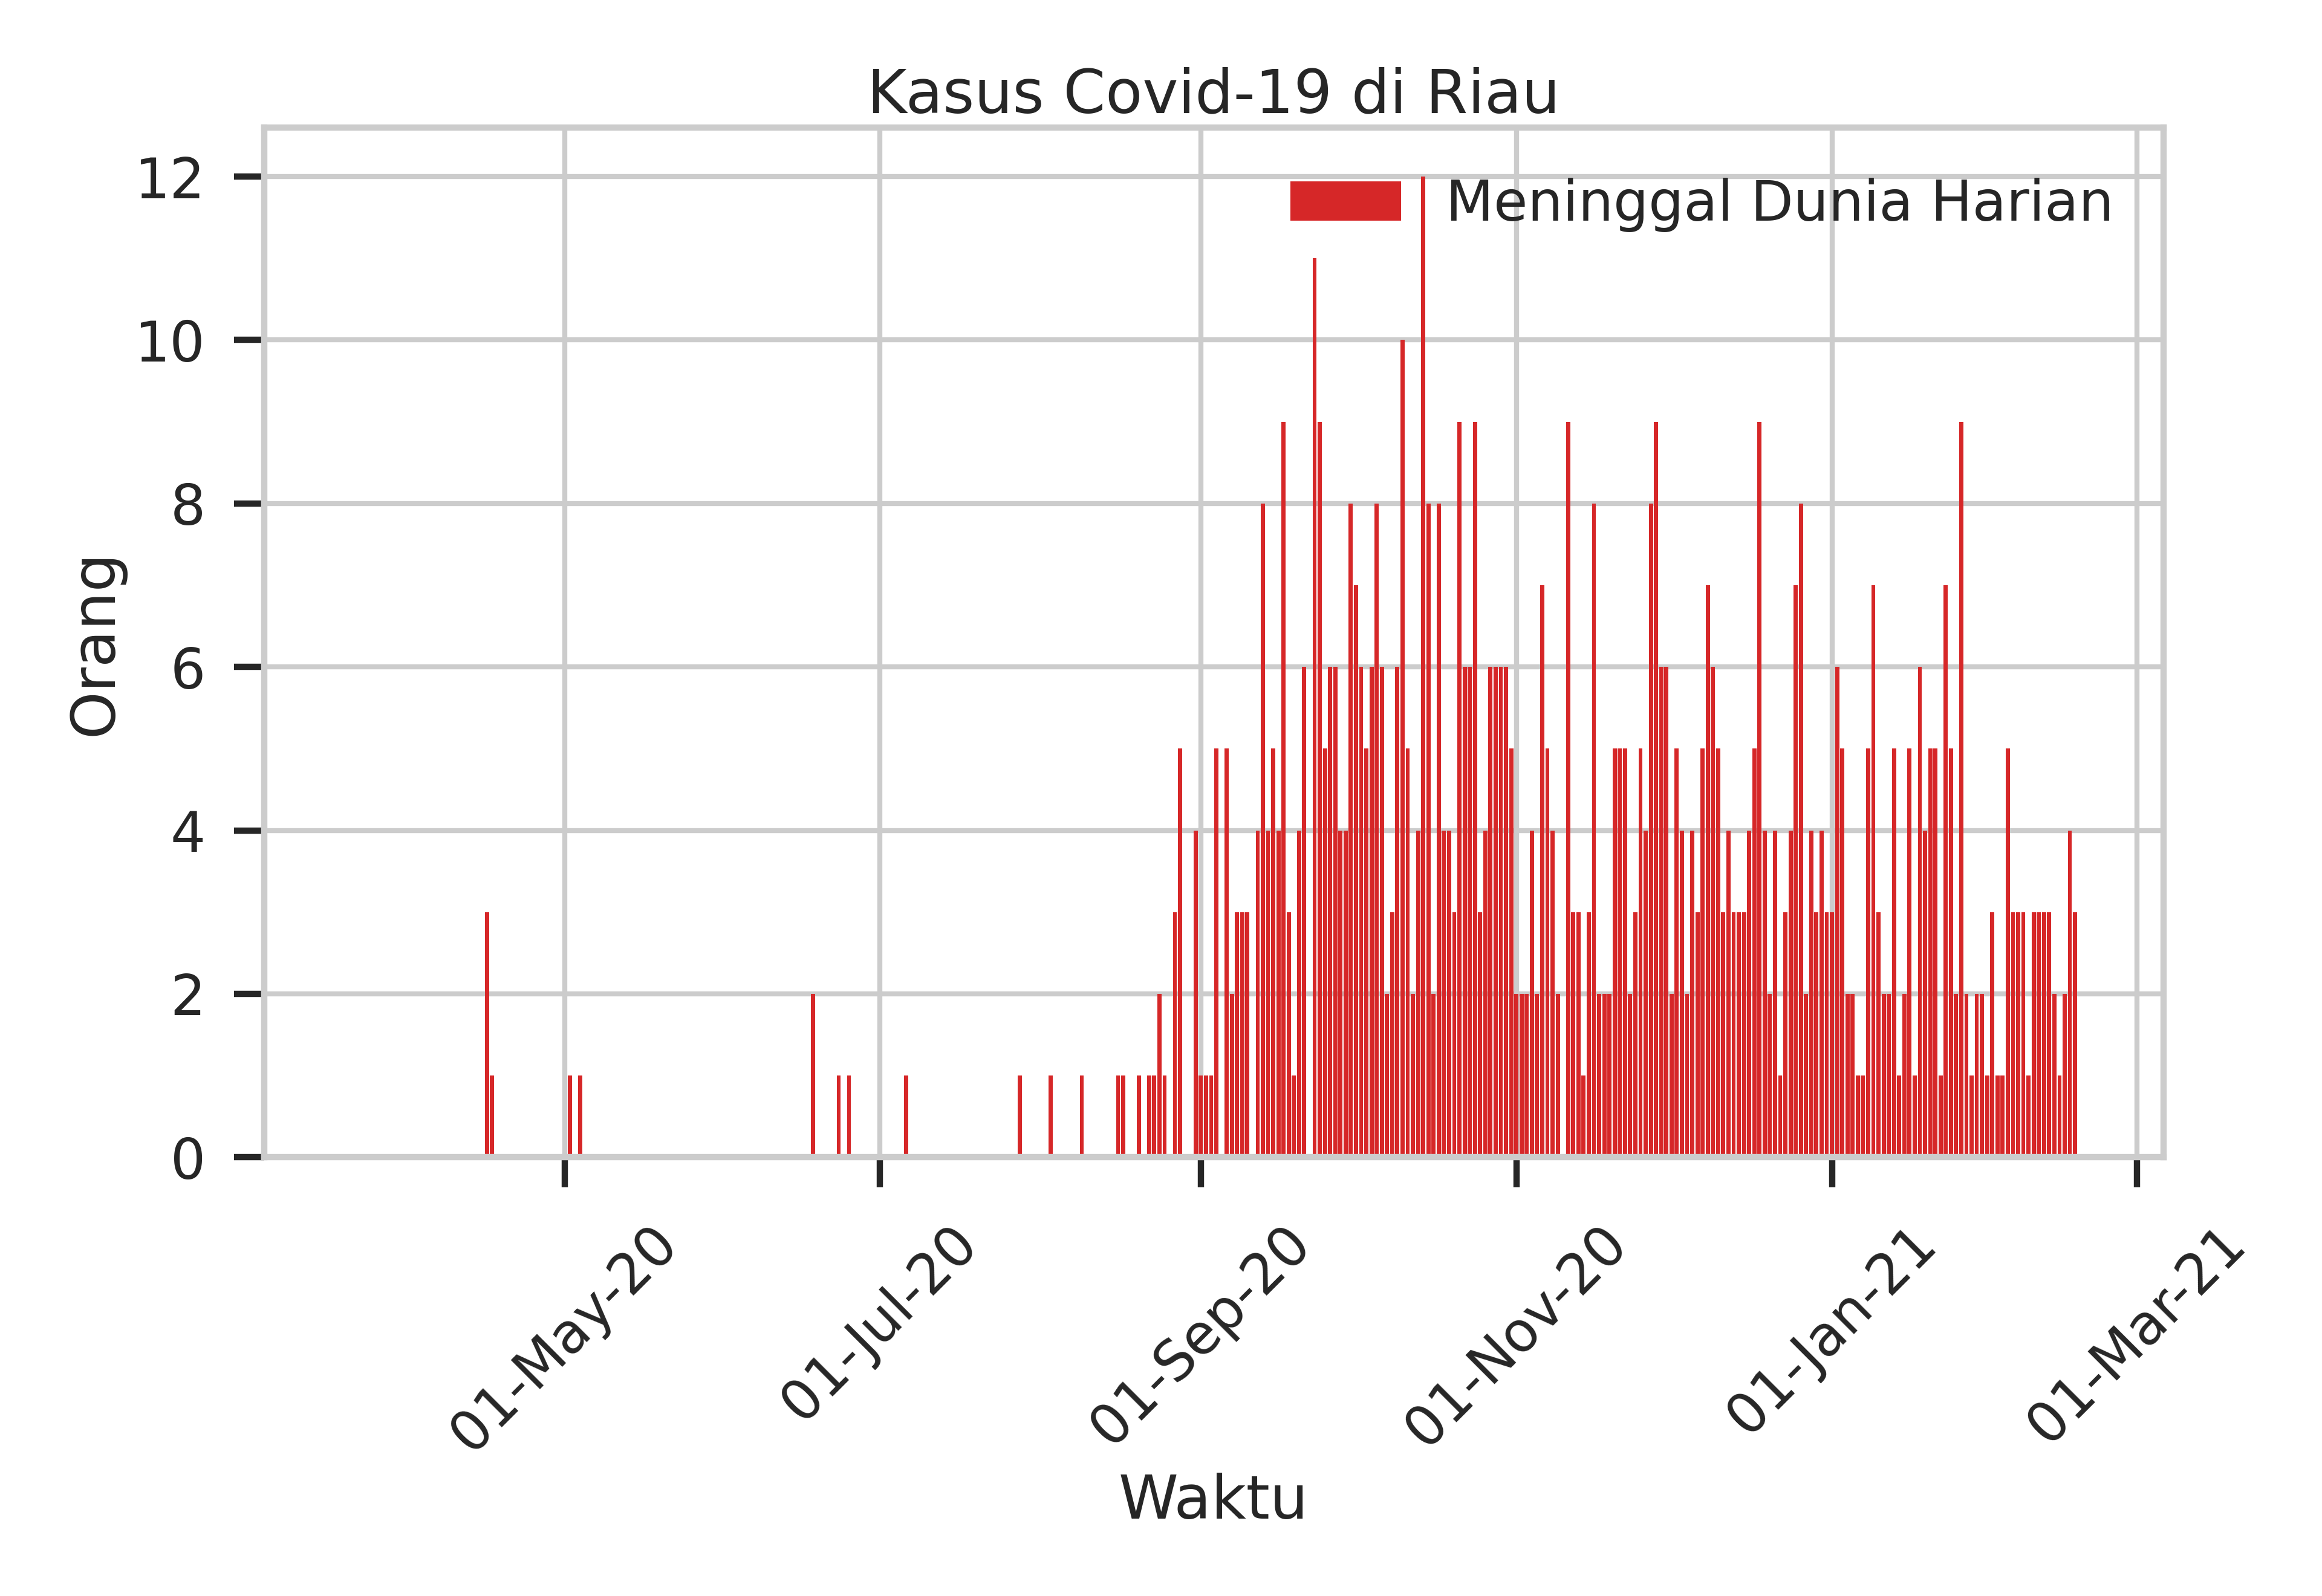 Kasus Covid-19 di Riau
Meninggal Dunia Harian
12
10
8
6
4
2
0
Orang
01-May-20
01-Jul-20
01-Sep-20
01-Nov-20
01-Jan-21
01-Mar-21
Waktu